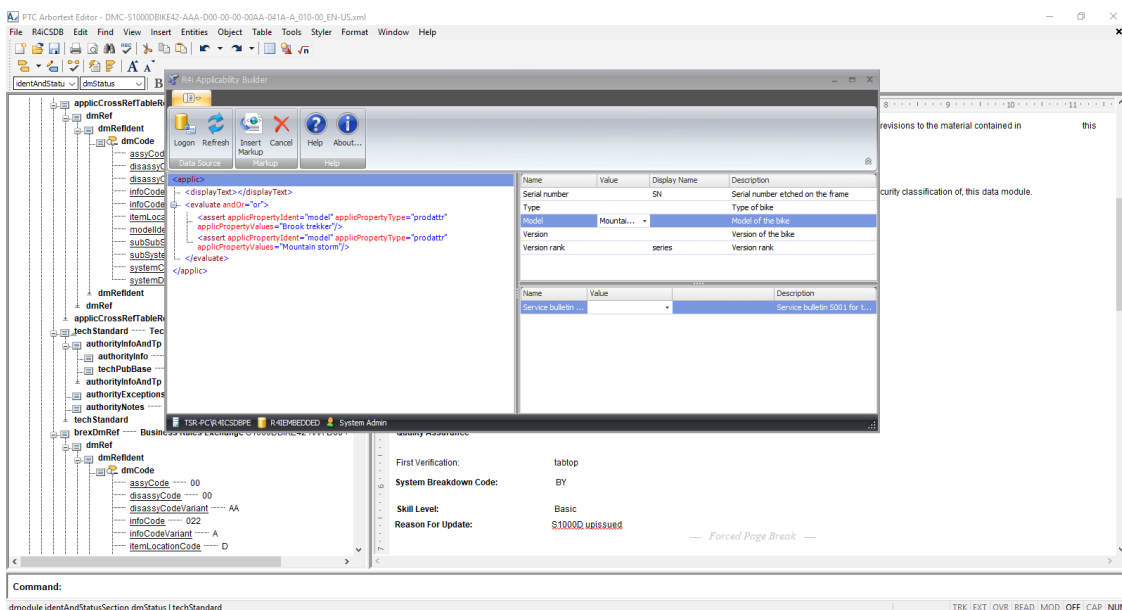 PTC Arbortext Editor - DMC-S1000DBIKE42-AAA-D00-00-00-00AA-041A-A_010-00_EN-US.xml
File R4iCSDB Edit Find View Insert Entities Object Table Tools Styler Format Window Help
identAndStatu dmStatus B
R4i Applicability Builder
Logon Refresh Insert Markup Cancel Help About...
Data Source Markup Help
<applic>
<displayText></displayText>
<evaluate andOr="or">
<assert applicPropertyIdent="model" applicPropertyType="prodattr"
applicPropertyValues="Brook trekker"/>
<assert applicPropertyIdent="model" applicPropertyType="prodattr"
applicPropertyValues="Mountain storm"/>
</evaluate>
</applic>
Name Value Display Name Description
Serial number SN Serial number etched on the frame
Type Type of bike
Model Mountai... Model of the bike
Version Version of the bike
Version rank series Version rank
Name Value Description
Service bulletin ... Service bulletin S001 for t...
TSR-PC\R4ICSDBPE R4IEMBEDDED System Admin
applicCrossRefTableR
dmRef
dmRefIdent
dmCode
assyCod
disassyC
disassyC
infoCode
infoCode
itemLoca
modelIde
subSubS
subSyste
systemC
systemD
dmRefIdent
dmRef
applicCrossRefTableR
techStandard Tec
authorityInfoAndTp
authorityInfo
techPubBase
authorityInfoAndTp
authorityExceptions
authorityNotes
techStandard
brexDmRef Business Rules Exchange
dmRef
dmRefIdent
dmCode
assyCode 00
disassyCode 00
disassyCodeVariant AA
infoCode 022
infoCodeVariant A
itemLocationCode D
8 9 10 11
revisions to the material contained in this
curity classification of, this data module.
Quality Assurance
First Verification: tabtop
System Breakdown Code: BY
Skill Level: Basic
Reason For Update: S1000D upissued
Forced Page Break
Command:
dmodule identAndStatusSection dmStatus | techStandard
TRK EXT OVR READ MOD OFF CAP NUM